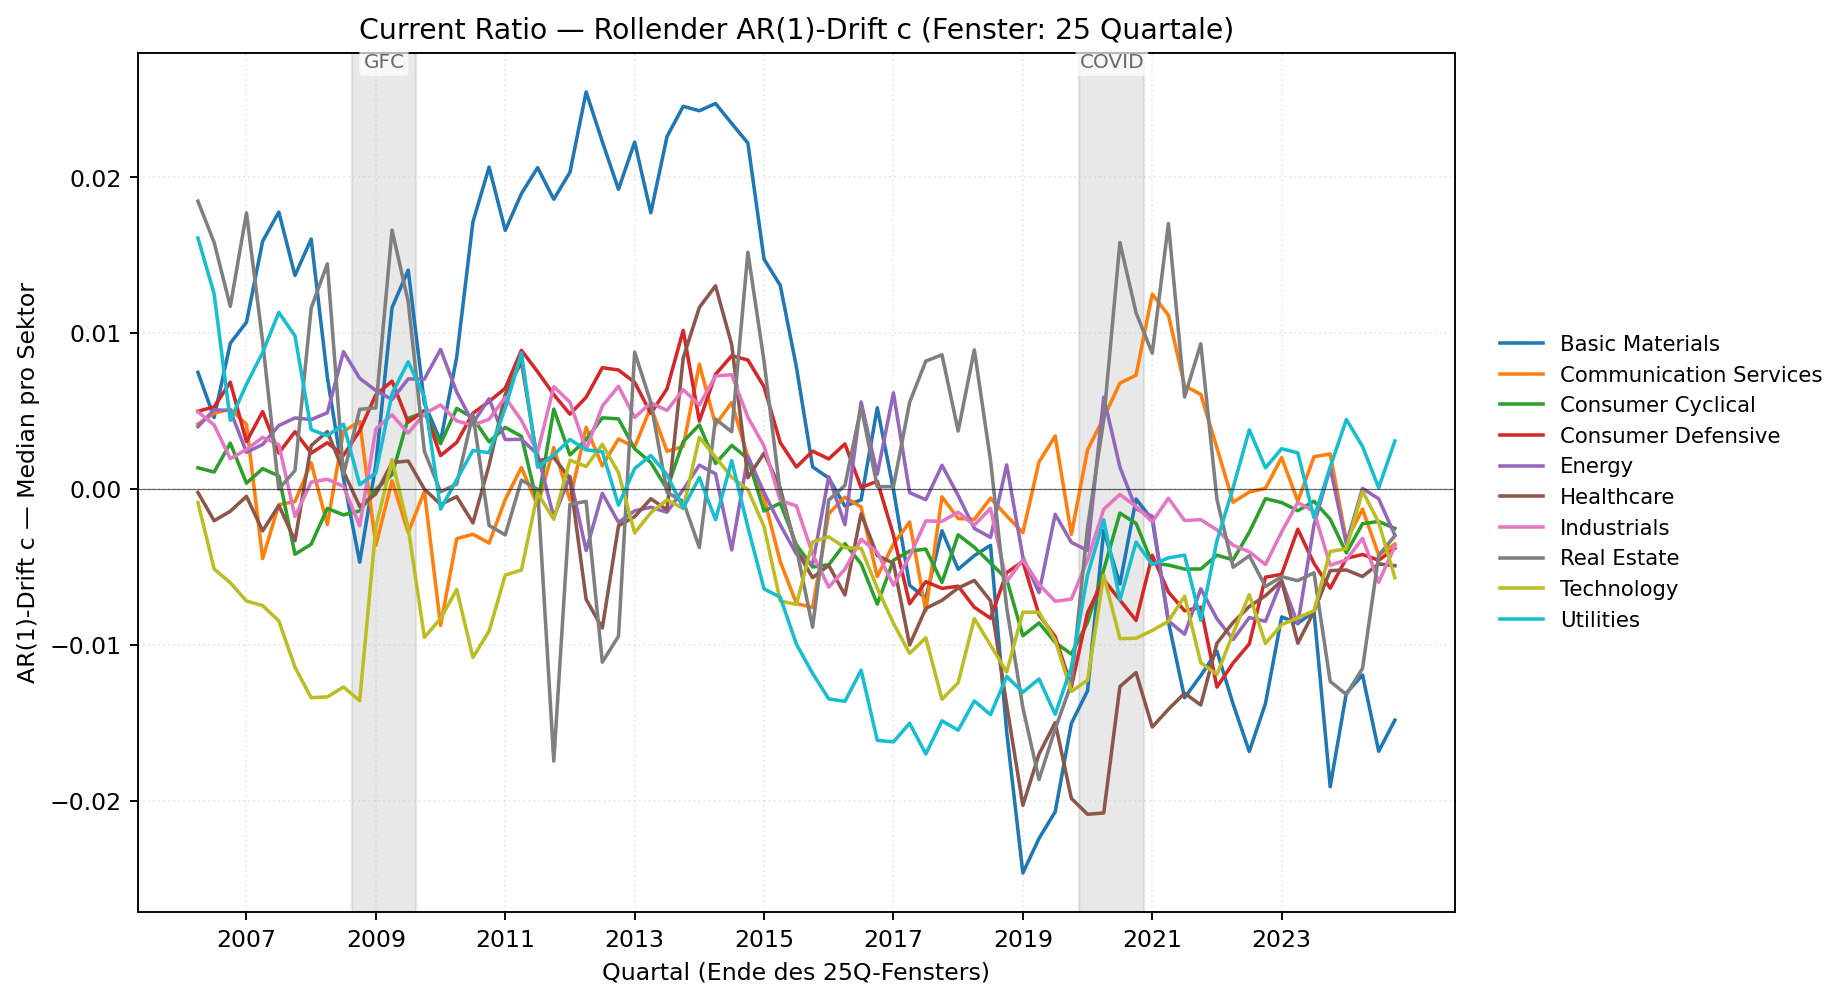 Current Ratio — Rollender AR(1)-Drift c (Fenster: 25 Quartale)
GFC
COVID
AR(1)-Drift c — Median pro Sektor
0.02
0.01
0.00
−0.01
−0.02
2007
2009
2011
2013
2015
2017
2019
2021
2023
Quartal (Ende des 25Q-Fensters)
Basic Materials
Communication Services
Consumer Cyclical
Consumer Defensive
Energy
Healthcare
Industrials
Real Estate
Technology
Utilities